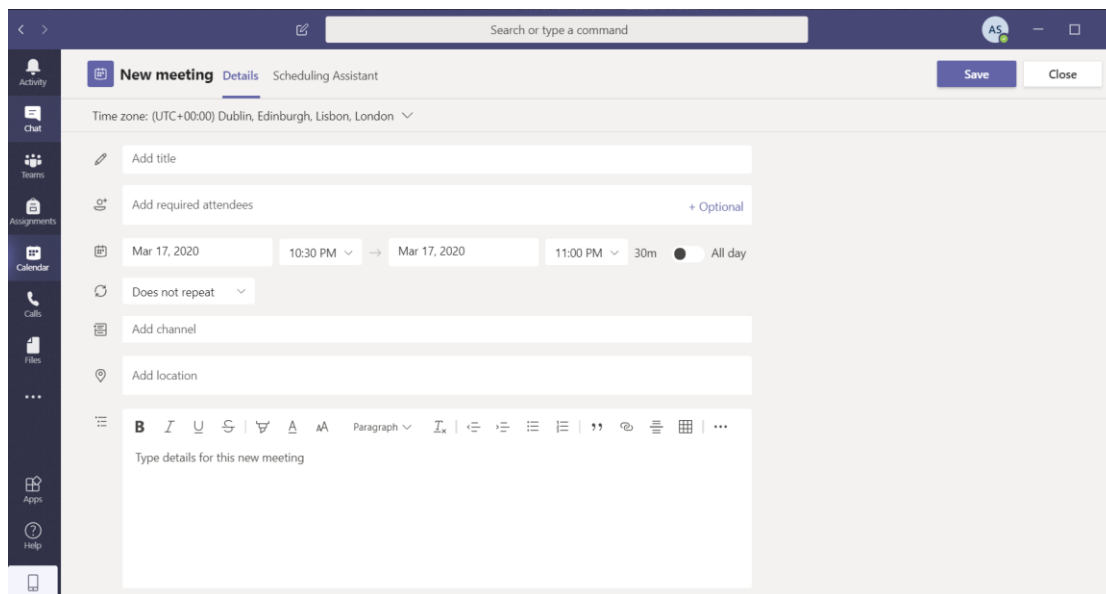 Search or type a command
AS
Activity
Chat
Teams
Assignments
Calendar
Calls
Files
Apps
Help
New meeting Details Scheduling Assistant
Save Close
Time zone: (UTC+00:00) Dublin, Edinburgh, Lisbon, London
Add title
Add required attendees + Optional
Mar 17, 2020 10:30 PM → Mar 17, 2020 11:00 PM 30m All day
Does not repeat
Add channel
Add location
B I U S A AA Paragraph Tx
Type details for this new meeting